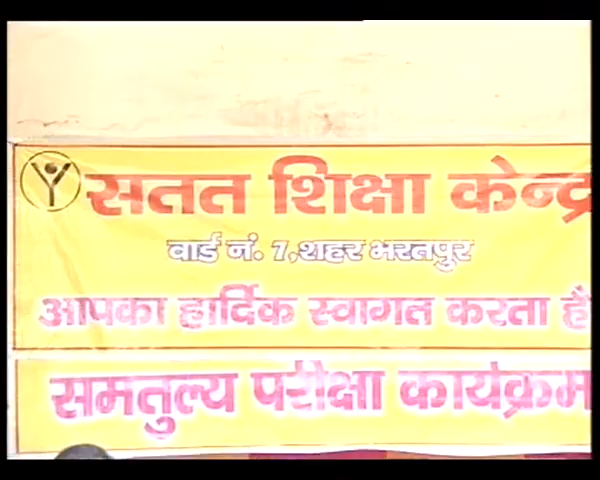 सतत शिक्षा केन्द्र
वार्ड नं. 7,शहर भरतपुर
आपका हार्दिक स्वागत करता है
समतुल्य परीक्षा कार्यक्रम